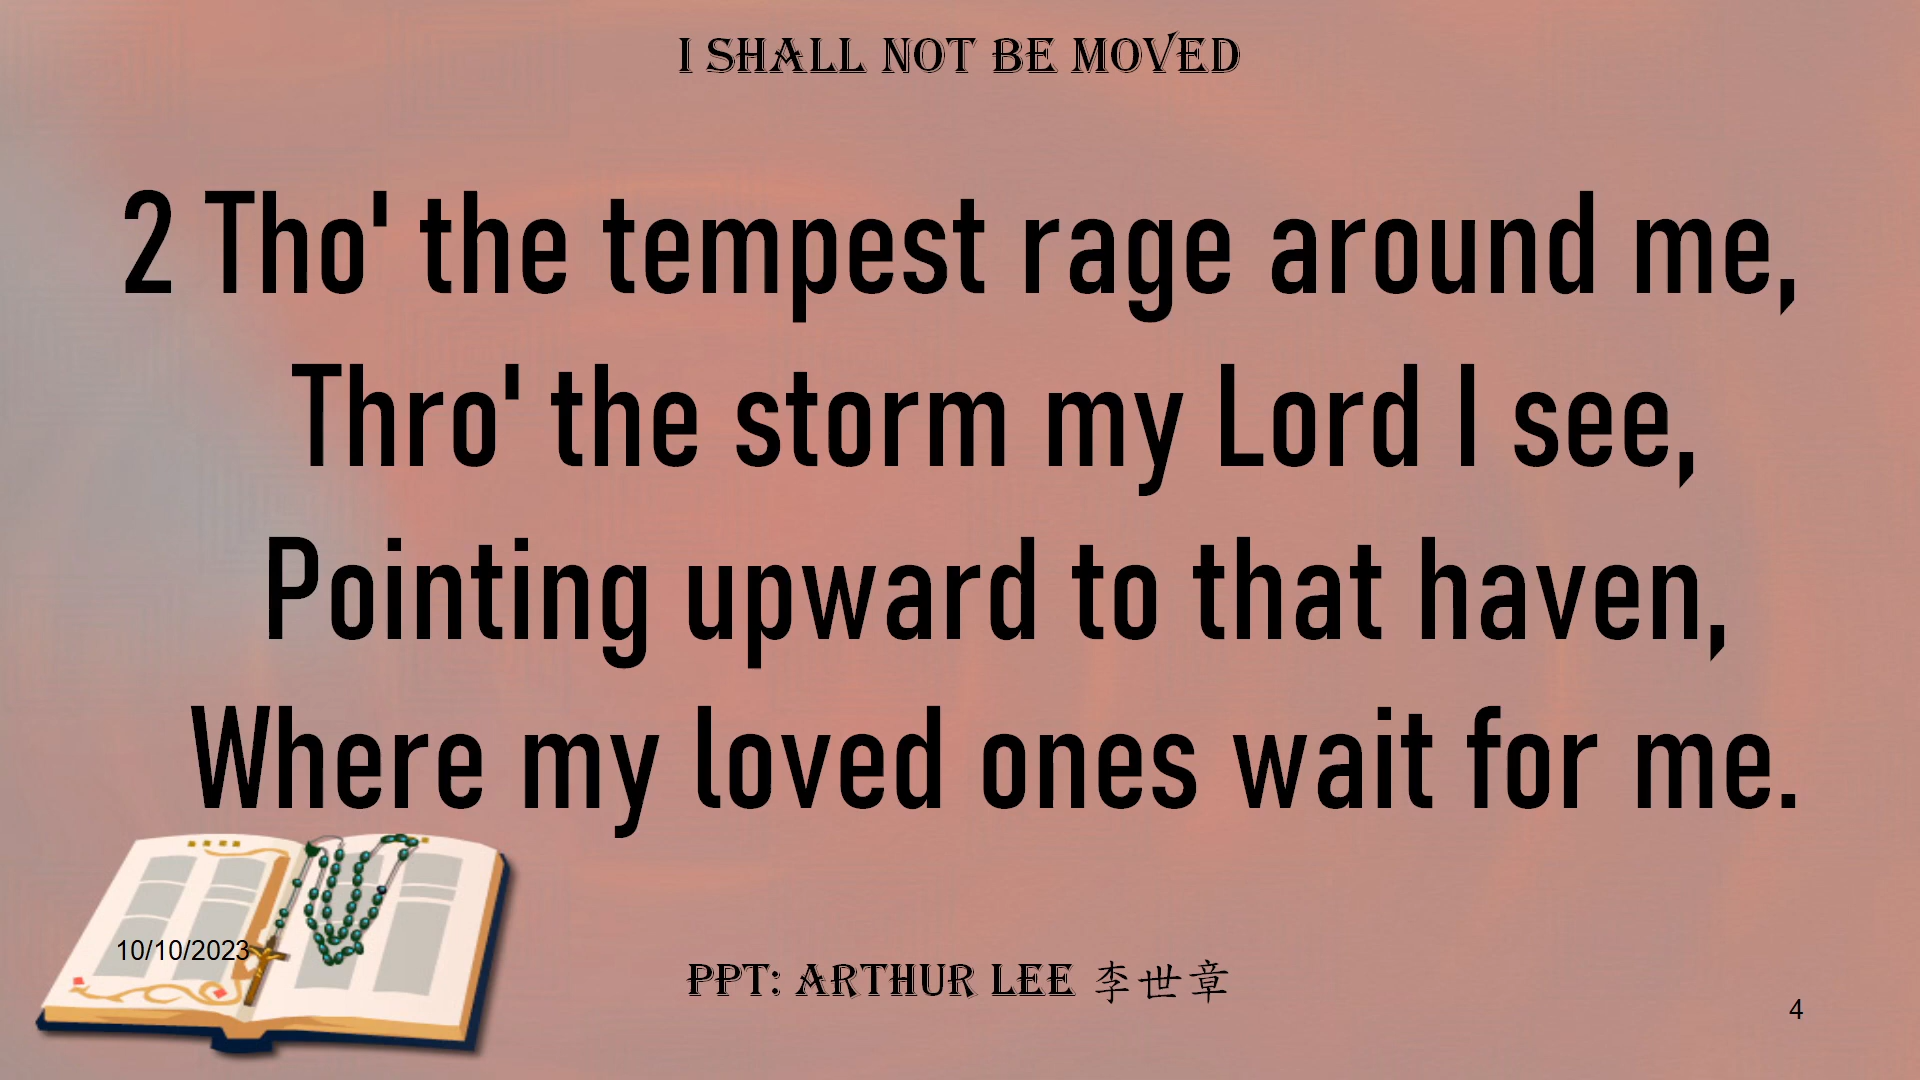 I SHALL NOT BE MOVED
2 Tho' the tempest rage around me,
Thro' the storm my Lord I see,
Pointing upward to that haven,
Where my loved ones wait for me.
10/10/2023
PPT: ARTHUR LEE 李世章
4